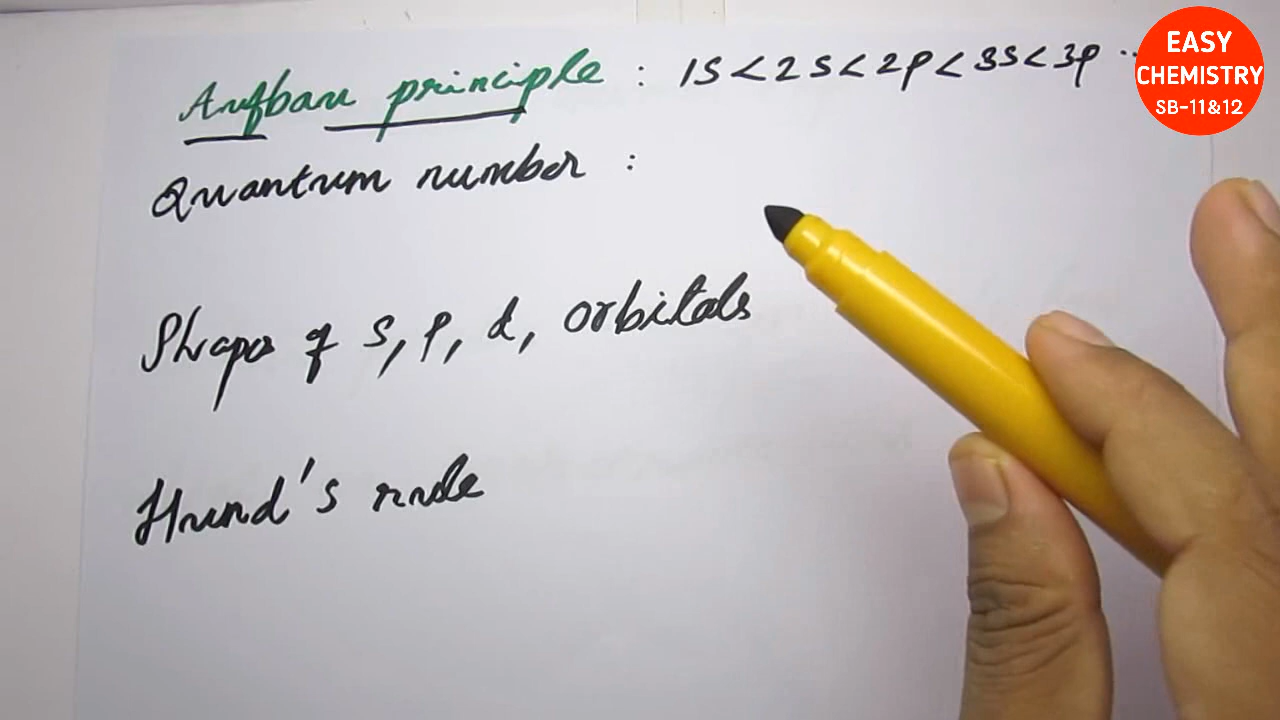 Aufbau principle : 1S < 2S < 2P < 3S < 3P ..
EASY
CHEMISTRY
SB-11&12
Quantum number :
Shape of s, p, d, orbitals
Hund's rule